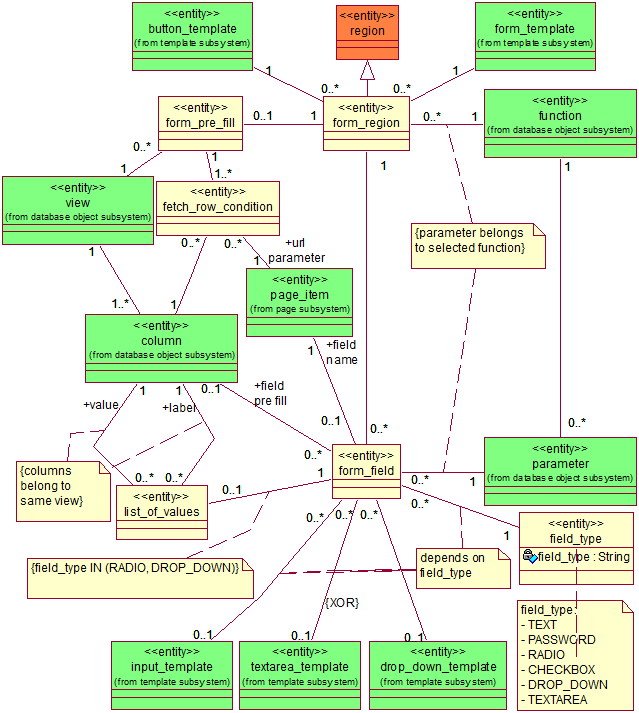 <<entity>>
button_template
(from template subsystem)
<<entity>>
region
<<entity>>
form_template
(from template subsystem)
1
0..*
0..*
1
<<entity>>
form_pre_fill
0..1
1
<<entity>>
form_region
1
0..*
1
<<entity>>
function
(from database object subsystem)
0..*
1
1
1..*
1
1
<<entity>>
view
(from database object subsystem)
<<entity>>
fetch_row_condition
{parameter belongs
to selected function}
1
0..*
0..*
+url
parameter
1
<<entity>>
page_item
(from page subsystem)
1..*
1
<<entity>>
column
(from database object subsystem)
1
+field
name
1
1
0..1
+field
pre fill
+value
+label
0..1
0..*
0..*
0..*
<<entity>>
form_field
<<entity>>
parameter
(from database object subsystem)
{columns
belong to
same view}
0..*
0..*
0..1
1
0..*
1
<<entity>>
list_of_values
0..*
0..*
0..*
0..*
1
<<entity>>
field_type
field_type : String
{field_type IN (RADIO, DROP_DOWN)}
depends on
field_type
{XOR}
field_type:
- TEXT
- PASSWORD
- RADIO
- CHECKBOX
- DROP_DOWN
- TEXTAREA
0..1
0..1
0..1
<<entity>>
input_template
(from template subsystem)
<<entity>>
textarea_template
(from template subsystem)
<<entity>>
drop_down_template
(from template subsystem)